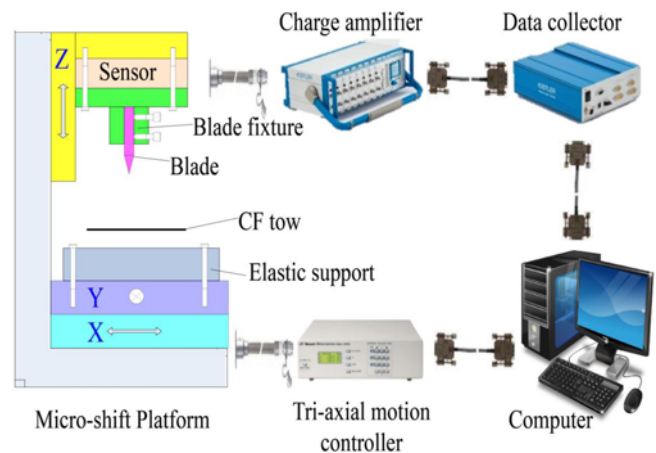 Charge amplifier
Data collector
Z
Sensor
KISTLER
Blade fixture
Blade
CF tow
Elastic support
Y
X
Micro-shift Platform
Tri-axial motion
controller
Computer